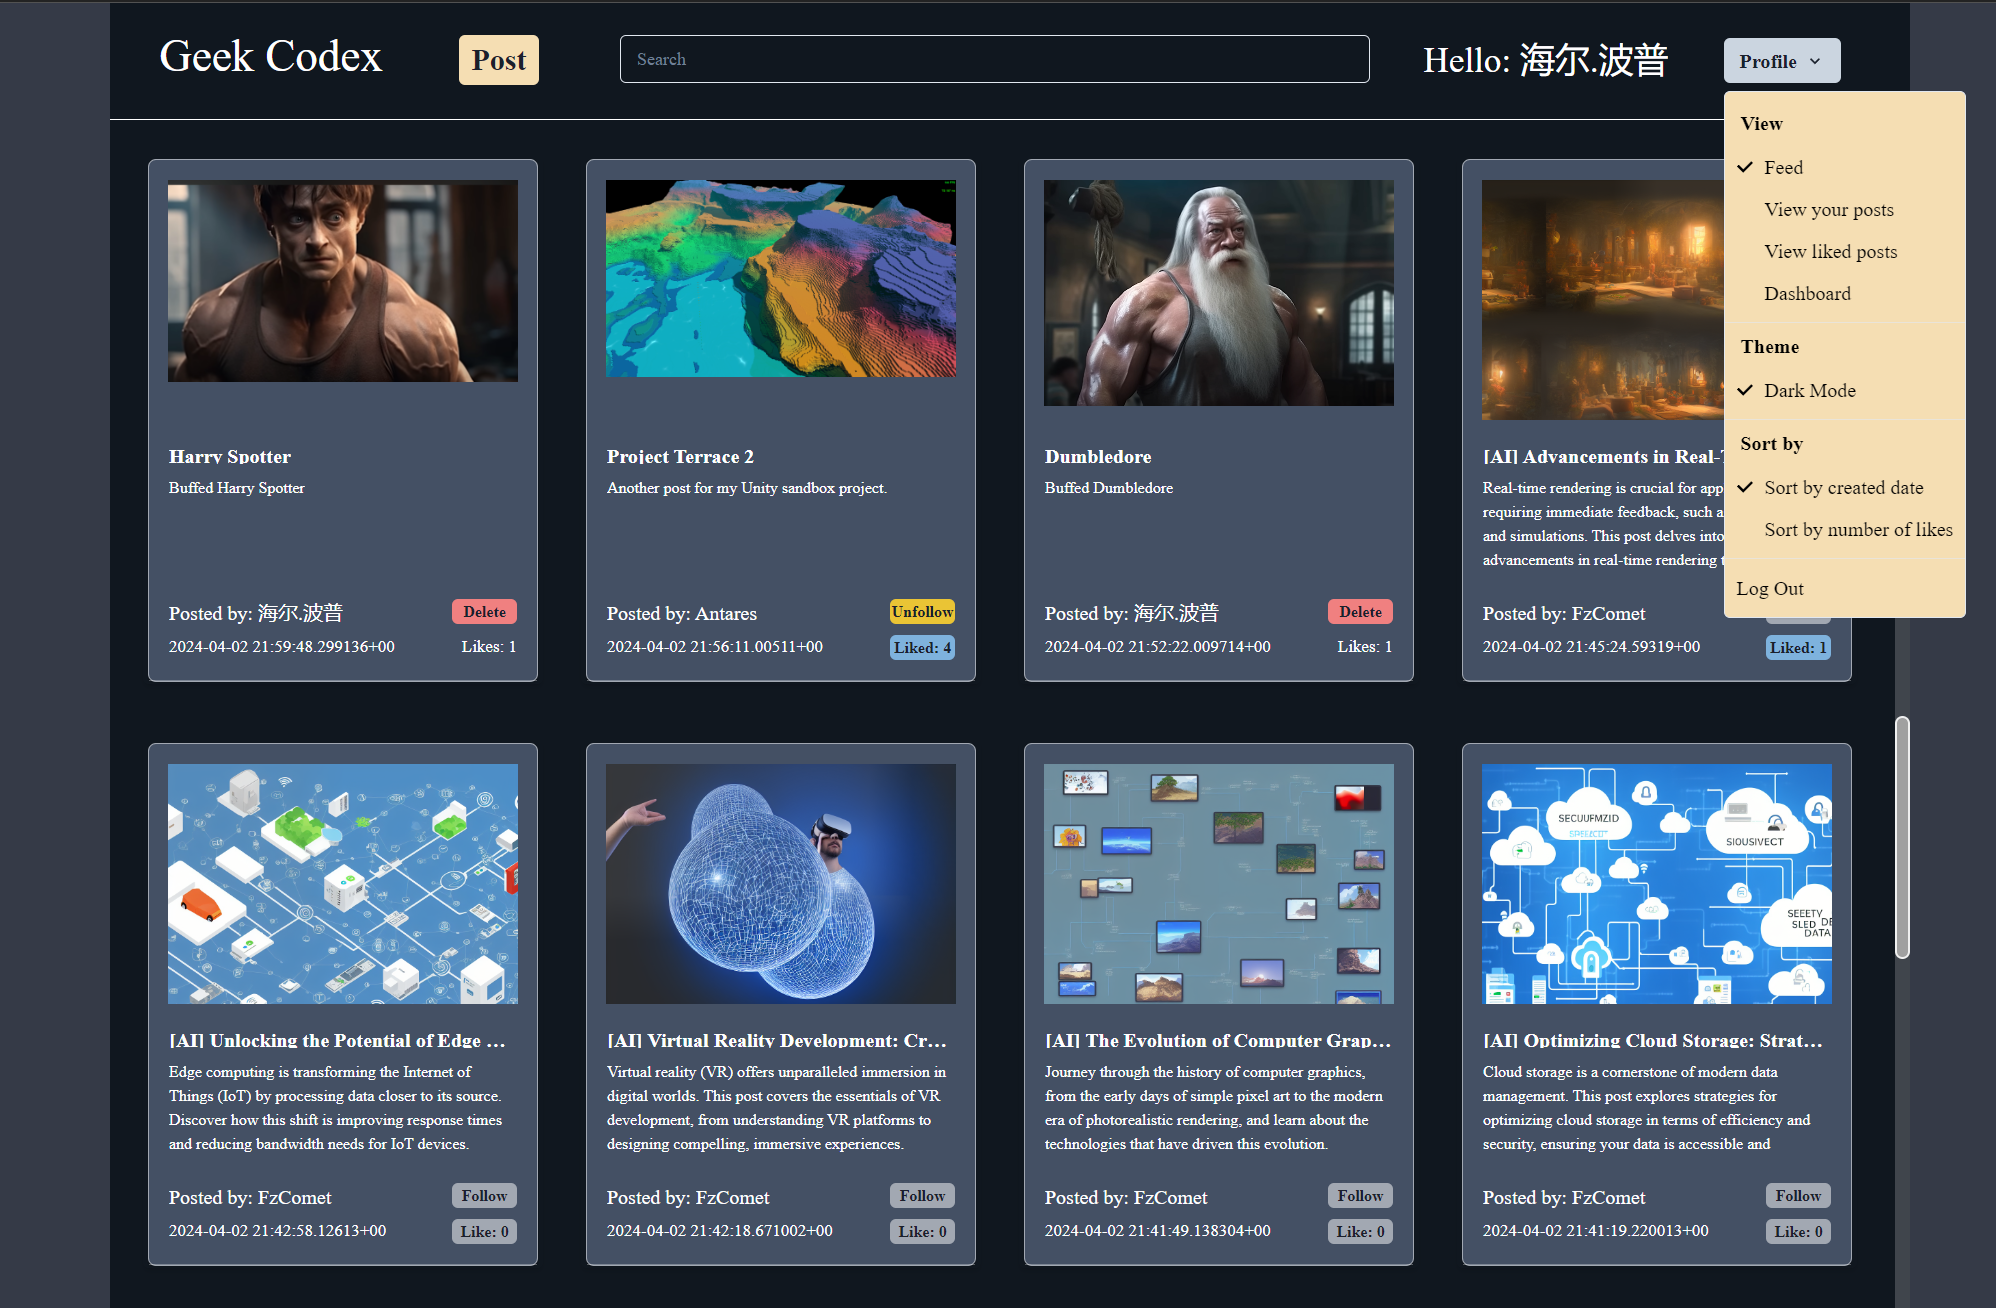 Geek Codex
Post
Search
Hello: 海尔.波普
Profile
View
Feed
View your posts
View liked posts
Dashboard
Theme
Dark Mode
Sort by
Sort by created date
Sort by number of likes
Log Out
Harry Spotter
Buffed Harry Spotter
Posted by: 海尔.波普
Delete
2024-04-02 21:59:48.299136+00
Likes: 1
Project Terrace 2
Another post for my Unity sandbox project.
Posted by: Antares
Unfollow
2024-04-02 21:56:11.00511+00
Liked: 4
Dumbledore
Buffed Dumbledore
Posted by: 海尔.波普
Delete
2024-04-02 21:52:22.009714+00
Likes: 1
[AI] Advancements in Real-
Real-time rendering is crucial for app
requiring immediate feedback, such a
and simulations. This post delves into
advancements in real-time rendering
Posted by: FzComet
2024-04-02 21:45:24.59319+00
Liked: 1
[AI] Unlocking the Potential of Edge ...
Edge computing is transforming the Internet of
Things (IoT) by processing data closer to its source.
Discover how this shift is improving response times
and reducing bandwidth needs for IoT devices.
Posted by: FzComet
Follow
2024-04-02 21:42:58.12613+00
Like: 0
[AI] Virtual Reality Development: Cr...
Virtual reality (VR) offers unparalleled immersion in
digital worlds. This post covers the essentials of VR
development, from understanding VR platforms to
designing compelling, immersive experiences.
Posted by: FzComet
Follow
2024-04-02 21:42:18.671002+00
Like: 0
[AI] The Evolution of Computer Grap...
Journey through the history of computer graphics,
from the early days of simple pixel art to the modern
era of photorealistic rendering, and learn about the
technologies that have driven this evolution.
Posted by: FzComet
Follow
2024-04-02 21:41:49.138304+00
Like: 0
SECUUFMZID
SIOUSIVECT
SEEETV
SLED DE
DATA
[AI] Optimizing Cloud Storage: Strat...
Cloud storage is a cornerstone of modern data
management. This post explores strategies for
optimizing cloud storage in terms of efficiency and
security, ensuring your data is accessible and
Posted by: FzComet
Follow
2024-04-02 21:41:19.220013+00
Like: 0